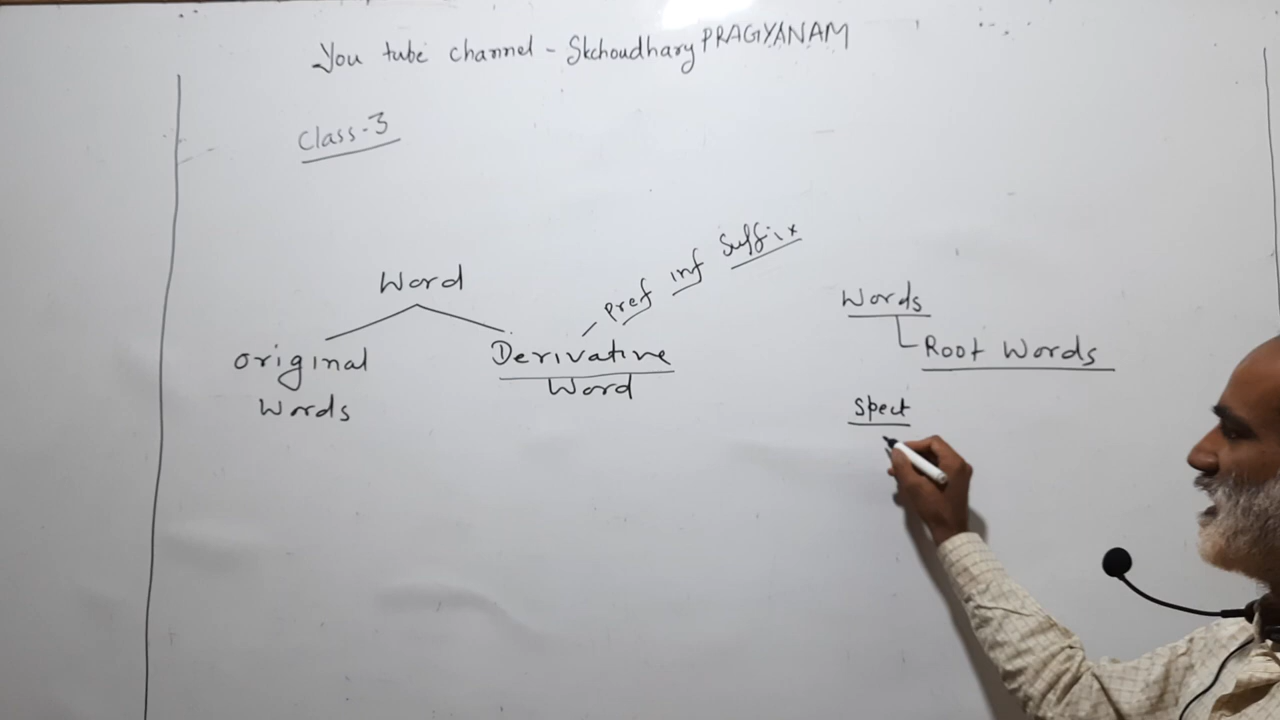 You tube channel - Skchoudhary PRAGYANAM
Class-3
Word
Original Words
Derivative Word
pref inf Suffix
Words
Root Words
Spect